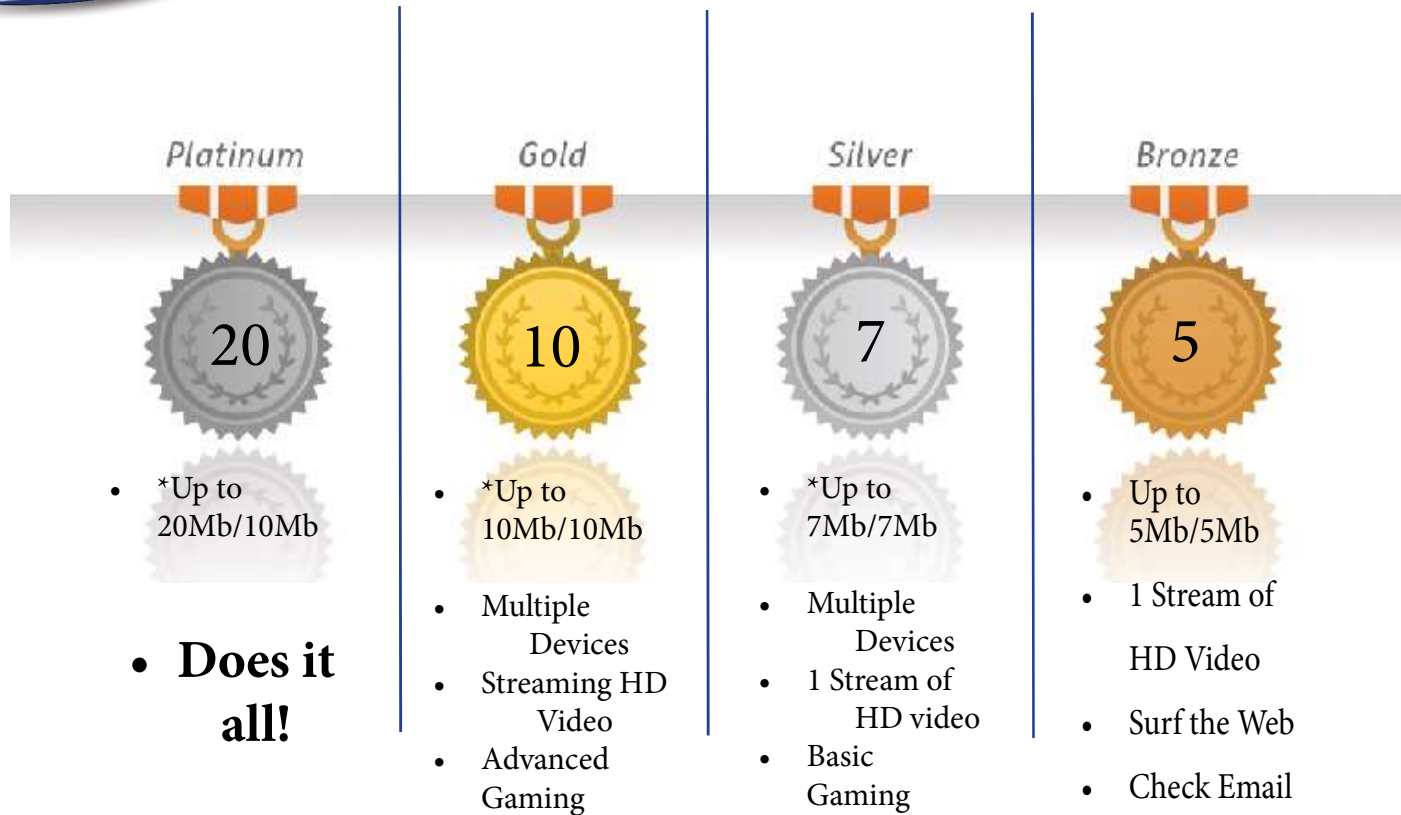 Platinum
20
• *Up to
20Mb/10Mb
• Does it
all!
Gold
10
• *Up to
10Mb/10Mb
• Multiple
Devices
• Streaming HD
Video
• Advanced
Gaming
Silver
7
• *Up to
7Mb/7Mb
• Multiple
Devices
• 1 Stream of
HD video
• Basic
Gaming
Bronze
5
• Up to
5Mb/5Mb
• 1 Stream of
HD Video
• Surf the Web
• Check Email